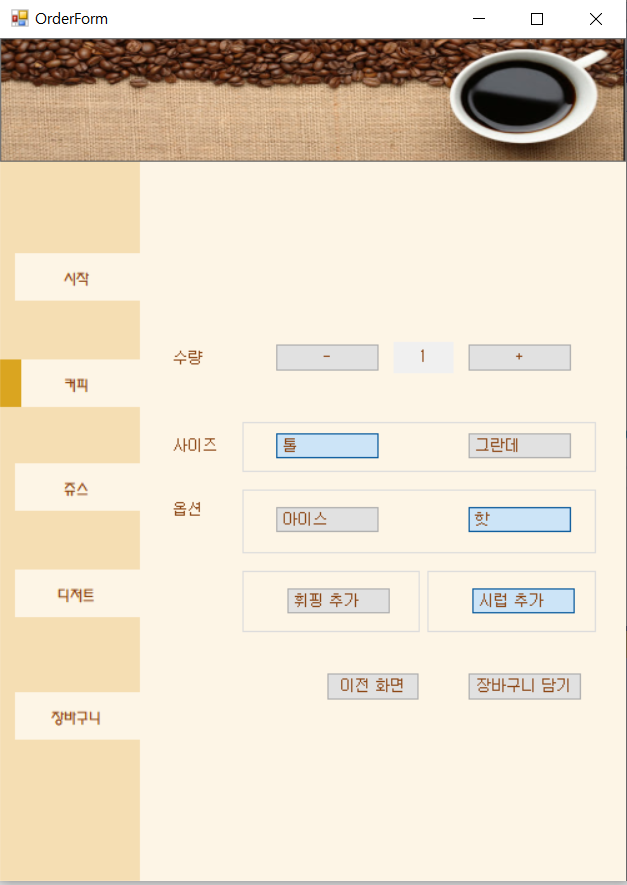 OrderForm
시작
커피
쥬스
디저트
장바구니
수량
- 1 +
사이즈
톨 그란데
옵션
아이스 핫
휘핑 추가 시럽 추가
이전 화면 장바구니 담기